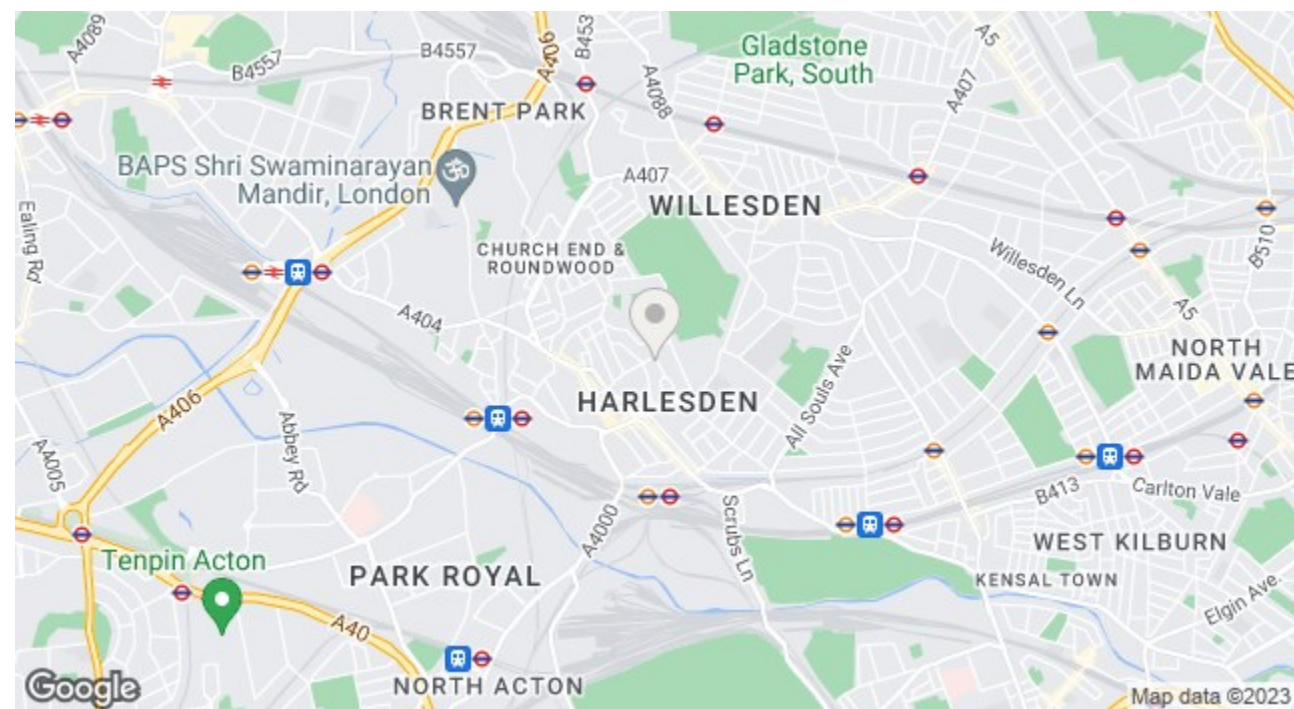 A4089
B4557
B4557
A406
B453
A4088
Gladstone
Park, South
A5
A407
BRENT PARK
BAPS Shri Swaminarayan
Mandir, London
A407
WILLESDEN
Ealing Rd
CHURCH END &
ROUNDWOOD
Willesden Ln
B510
A404
A5
NORTH
MAIDA VALE
All Souls Ave
HARLESDEN
A406
Abbey Rd
A4005
B413
Carlton Vale
A4000
Scrubs Ln
WEST KILBURN
Tenpin Acton
PARK ROYAL
KENSAL TOWN
Elgin Ave.
A40
NORTH ACTON
Google
Map data ©2023